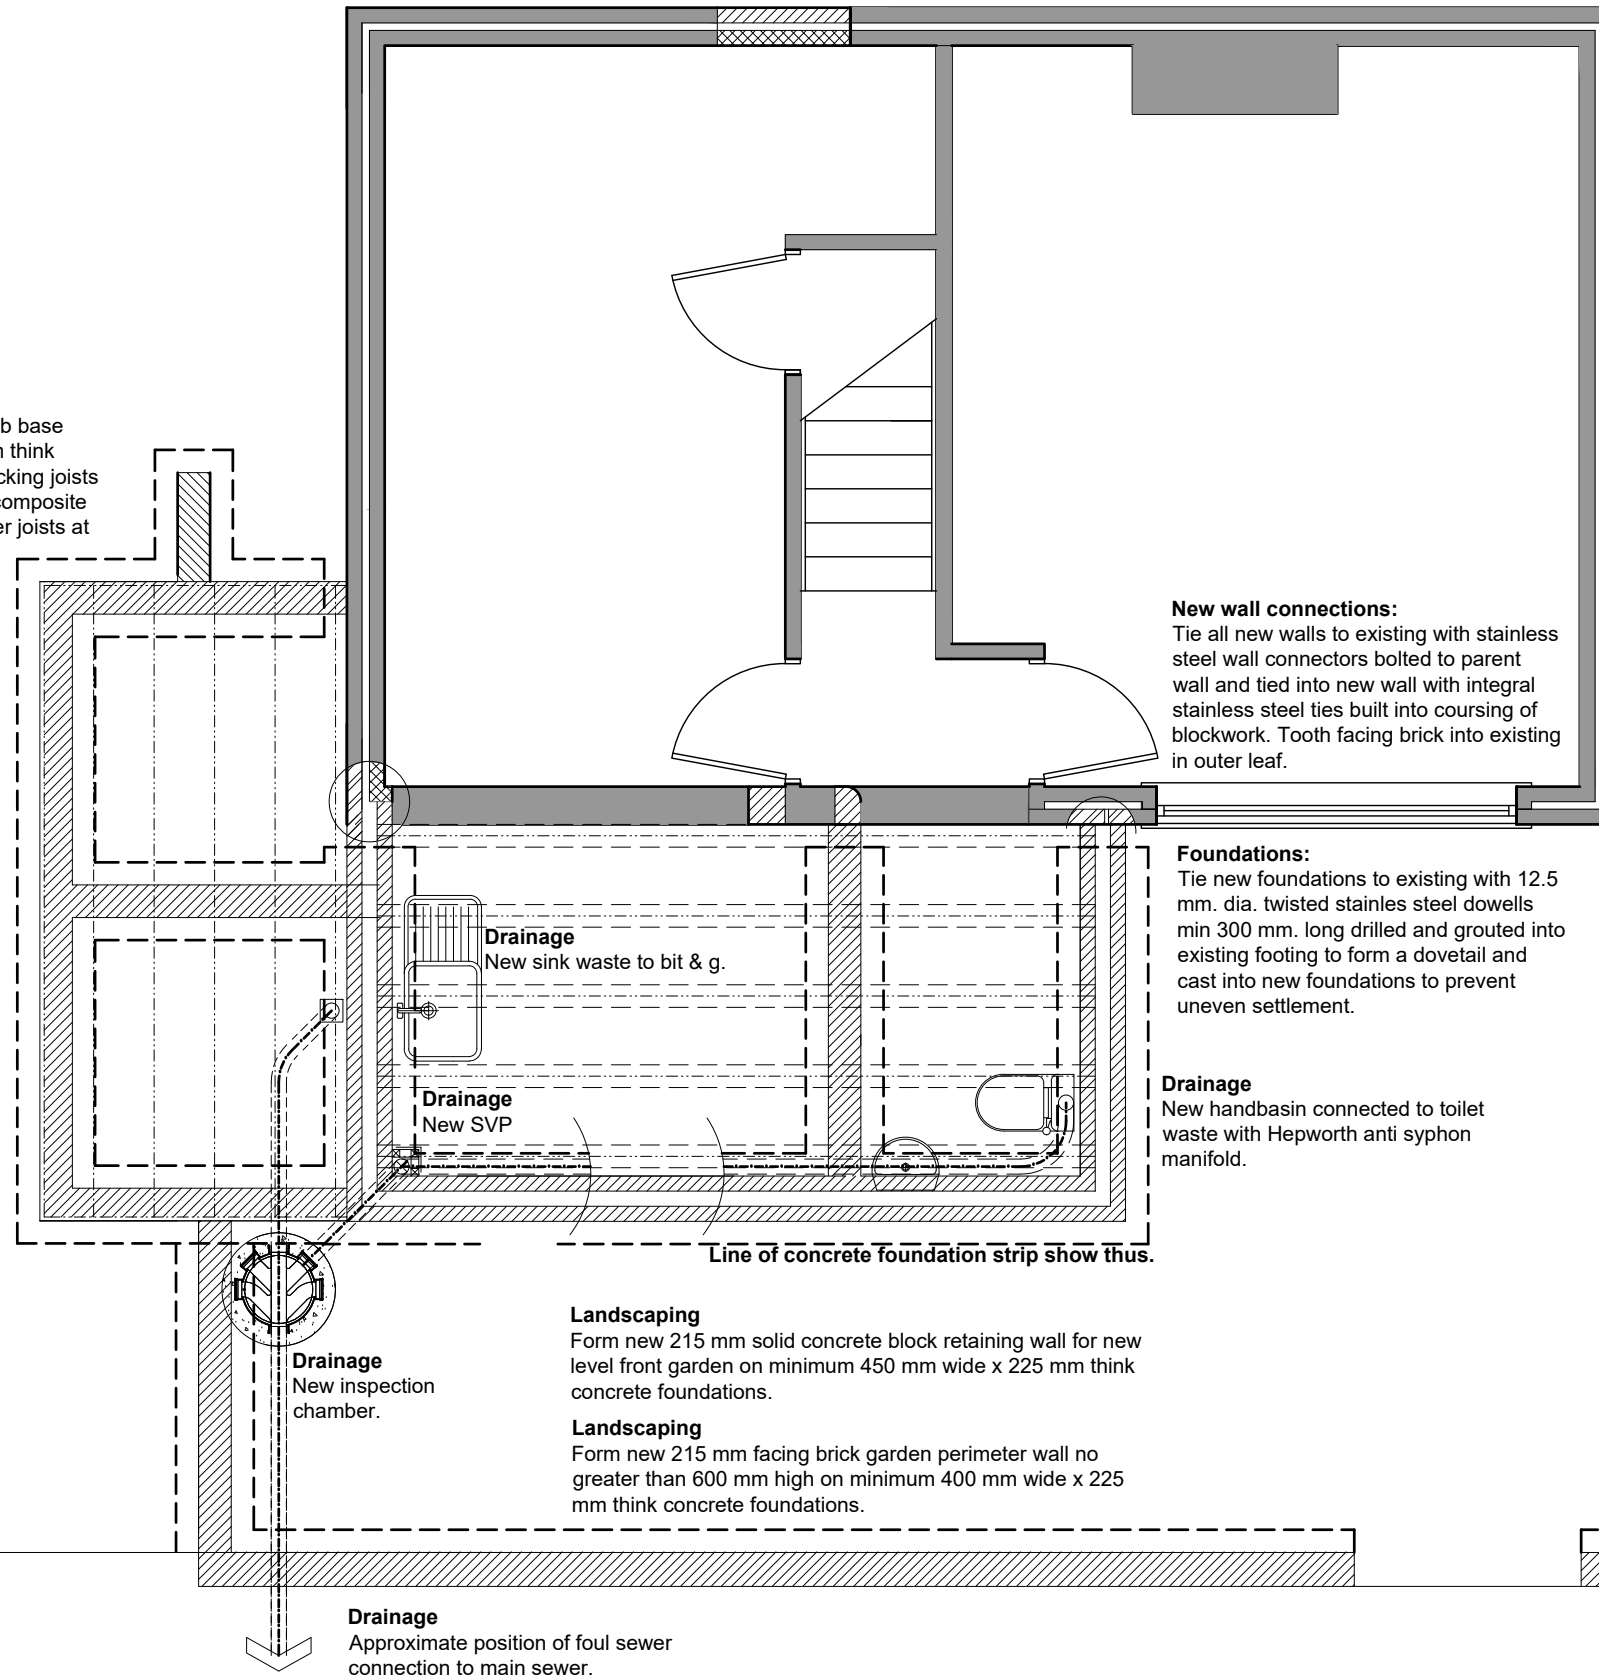 b base
think
cking joists
composite
er joists at
New wall connections:
Tie all new walls to existing with stainless
steel wall connectors bolted to parent
wall and tied into new wall with integral
stainless steel ties built into coursing of
blockwork. Tooth facing brick into existing
in outer leaf.
Foundations:
Tie new foundations to existing with 12.5
mm. dia. twisted stainles steel dowells
min 300 mm. long drilled and grouted into
existing footing to form a dovetail and
cast into new foundations to prevent
uneven settlement.
Drainage
New sink waste to bit & g.
Drainage
New SVP
Drainage
New handbasin connected to toilet
waste with Hepworth anti syphon
manifold.
Line of concrete foundation strip show thus.
Landscaping
Form new 215 mm solid concrete block retaining wall for new
level front garden on minimum 450 mm wide x 225 mm think
concrete foundations.
Drainage
New inspection
chamber.
Landscaping
Form new 215 mm facing brick garden perimeter wall no
greater than 600 mm high on minimum 400 mm wide x 225
mm think concrete foundations.
Drainage
Approximate position of foul sewer
connection to main sewer.